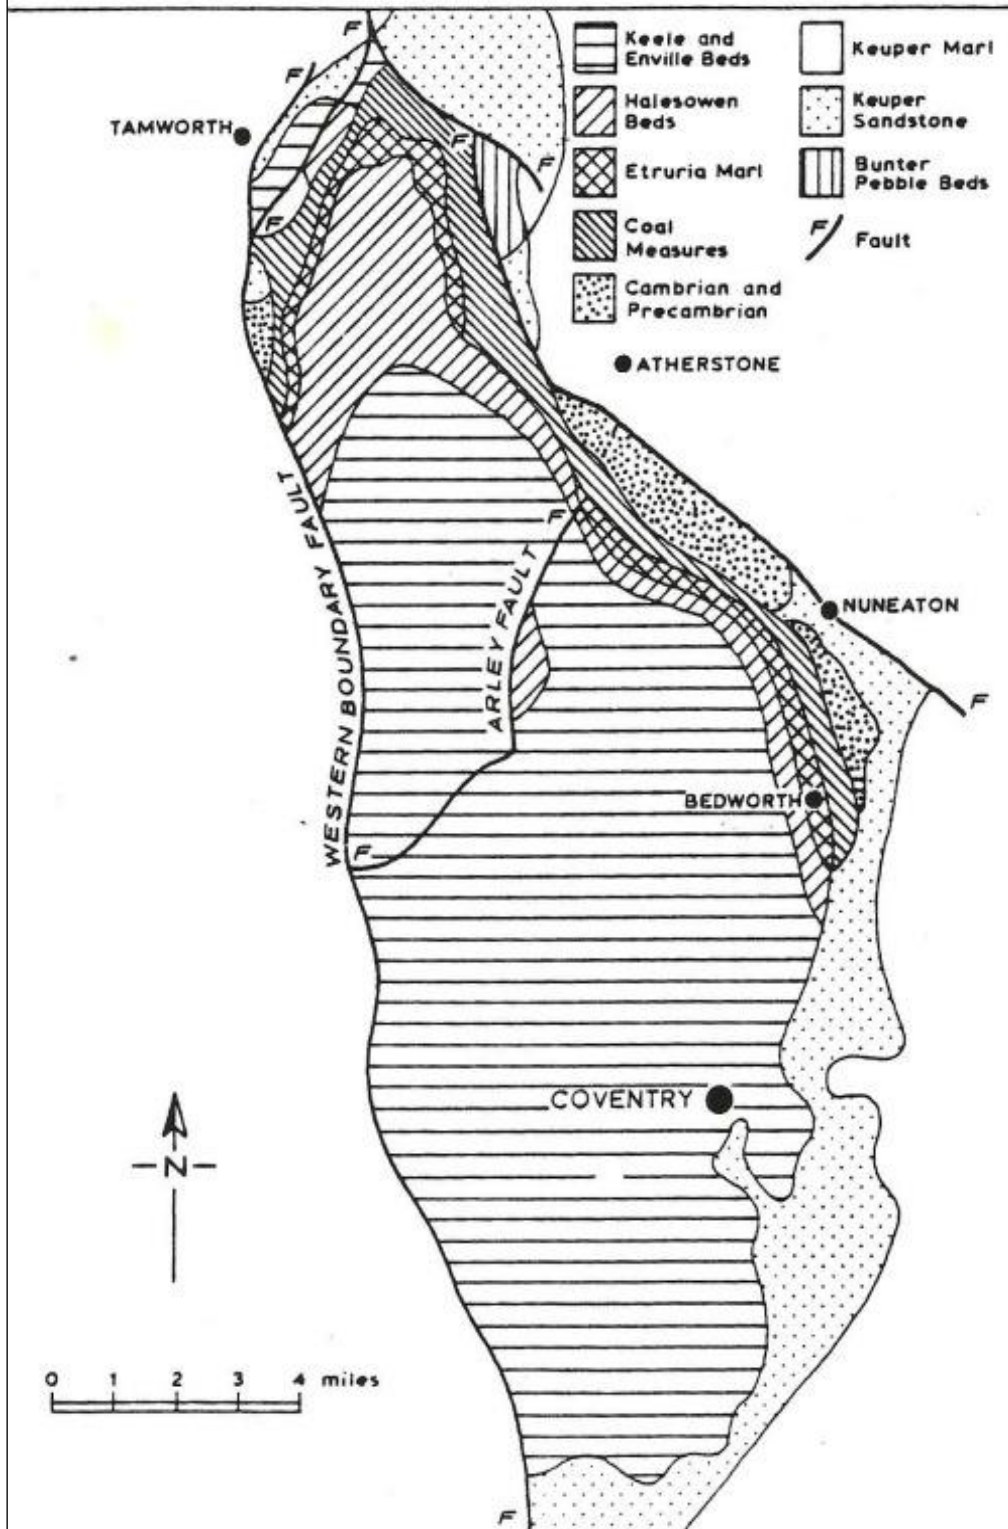 Keele and
Enville Beds
Halesowen
Beds
Etruria Marl
Coal
Measures
Cambrian and
Precambrian
Keuper Marl
Keuper
Sandstone
Bunter
Pebble Beds
F
Fault
F
F
TAMWORTH
F
F
F
ATHERSTONE
WESTERN BOUNDARY FAULT
F
ARLEY FAULT
NUNEATON
F
BEDWORTH
F
COVENTRY
N
0 1 2 3 4 miles
F